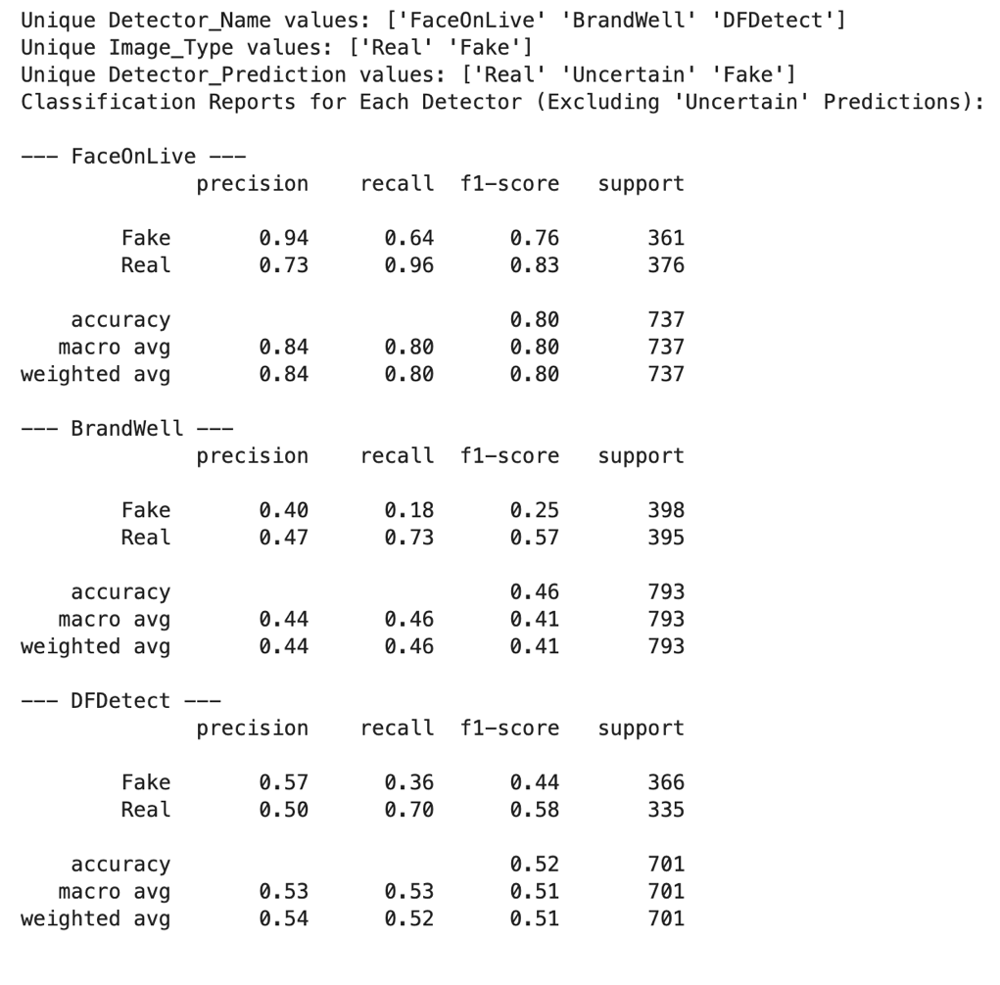 Unique Detector_Name values: ['FaceOnLive' 'BrandWell' 'DFDetect']
Unique Image_Type values: ['Real' 'Fake']
Unique Detector_Prediction values: ['Real' 'Uncertain' 'Fake']
Classification Reports for Each Detector (Excluding 'Uncertain' Predictions):
--- FaceOnLive ---
precision recall f1-score support
Fake 0.94 0.64 0.76 361
Real 0.73 0.96 0.83 376
accuracy 0.80 737
macro avg 0.84 0.80 0.80 737
weighted avg 0.84 0.80 0.80 737
--- BrandWell ---
precision recall f1-score support
Fake 0.40 0.18 0.25 398
Real 0.47 0.73 0.57 395
accuracy 0.46 793
macro avg 0.44 0.46 0.41 793
weighted avg 0.44 0.46 0.41 793
--- DFDetect ---
precision recall f1-score support
Fake 0.57 0.36 0.44 366
Real 0.50 0.70 0.58 335
accuracy 0.52 701
macro avg 0.53 0.53 0.51 701
weighted avg 0.54 0.52 0.51 701